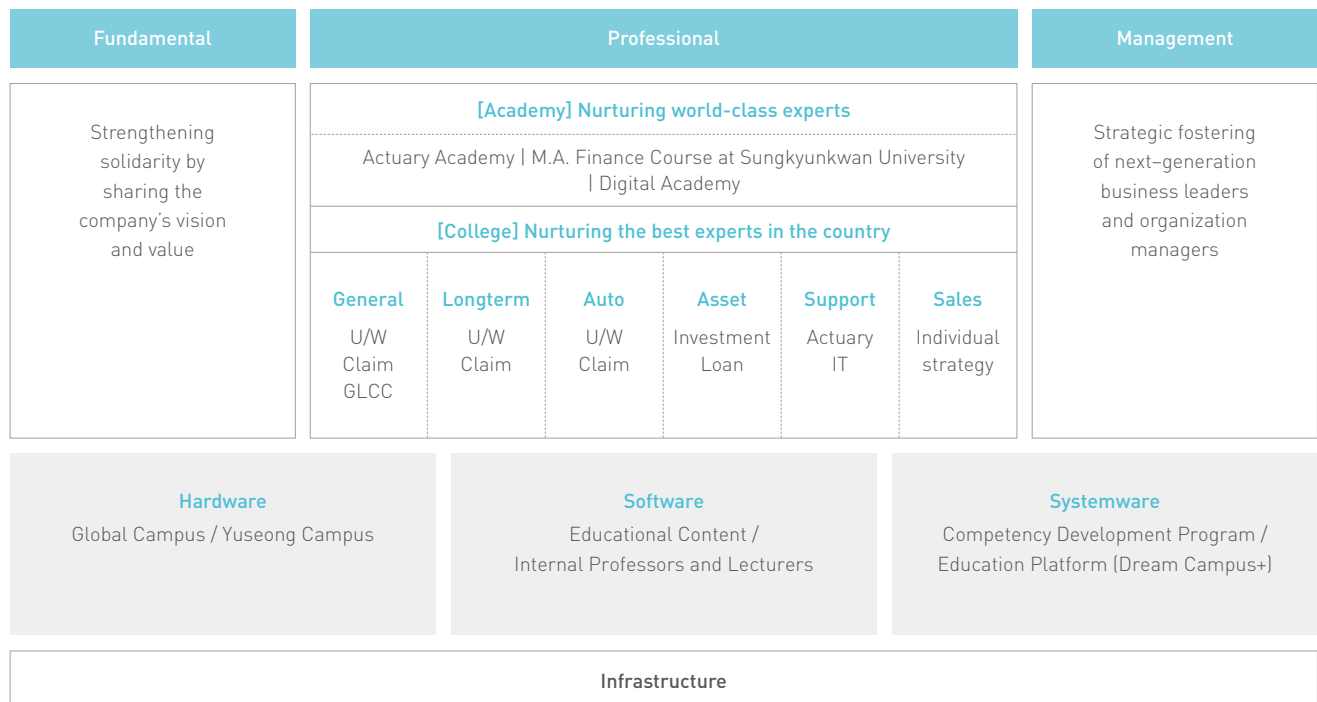 Fundamental
Professional
Management
Strengthening
solidarity by
sharing the
company's vision
and value
[Academy] Nurturing world-class experts
Actuary Academy | M.A. Finance Course at Sungkyunkwan University
| Digital Academy
[College] Nurturing the best experts in the country
General
U/W
Claim
GLCC
Longterm
U/W
Claim
Auto
U/W
Claim
Asset
Investment
Loan
Support
Actuary
IT
Sales
Individual
strategy
Strategic fostering
of next–generation
business leaders
and organization
managers
Hardware
Global Campus / Yuseong Campus
Software
Educational Content /
Internal Professors and Lecturers
Systemware
Competency Development Program /
Education Platform (Dream Campus+)
Infrastructure